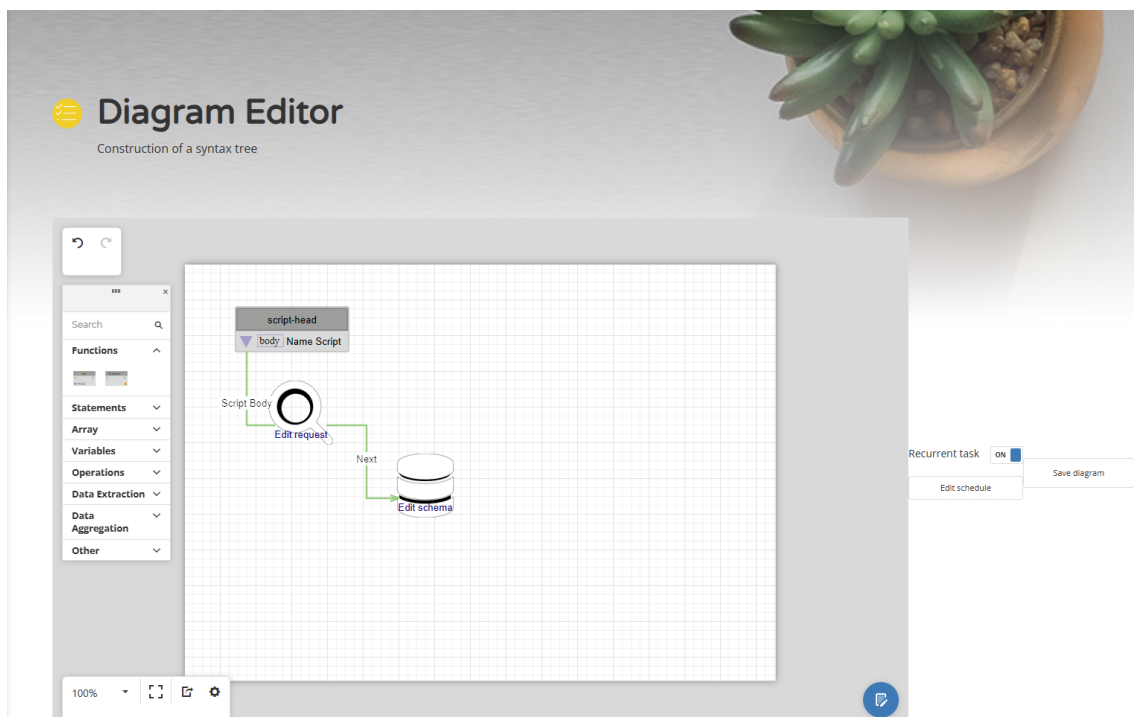 Diagram Editor
Construction of a syntax tree
Search
Functions
Statements
Array
Variables
Operations
Data Extraction
Data
Aggregation
Other
script-head
body Name Script
Script Body
Edit request
Next
Edit schema
Recurrent task ON
Edit schedule
Save diagram
100%